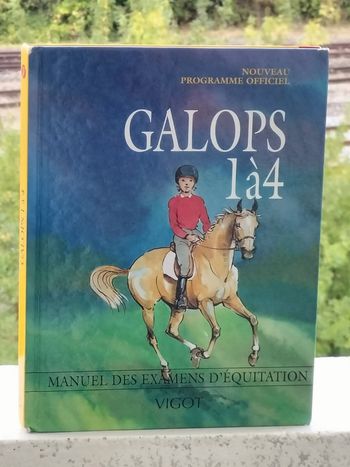 NOUVEAU
PROGRAMME OFFICIEL
GALOPS
1à4
MANUEL DES EXAMENS D'ÉQUITATION
VIGOT